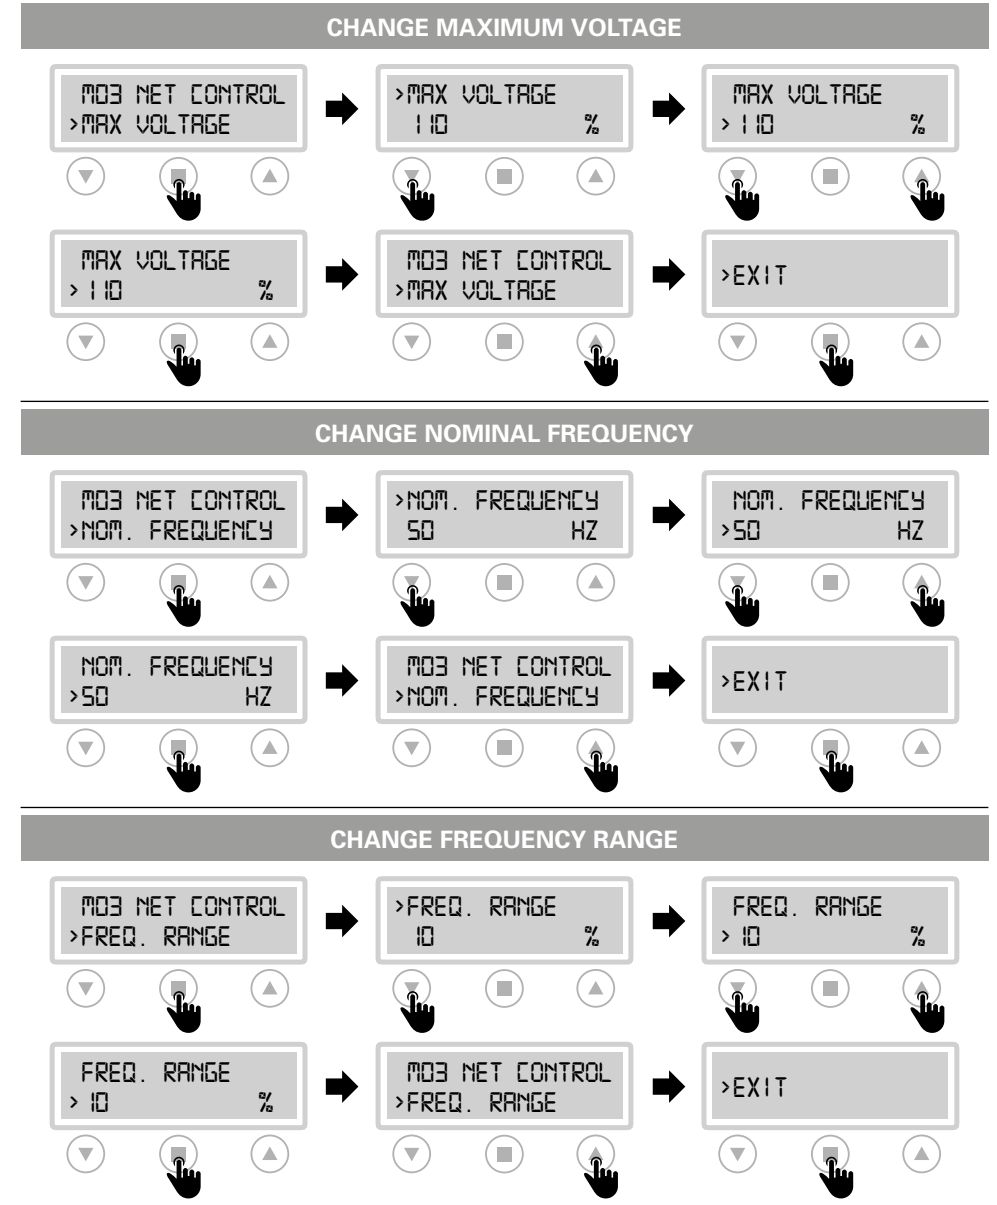 CHANGE MAXIMUM VOLTAGE
M03 NET CONTROL
>MAX VOLTAGE
>MAX VOLTAGE
110 %
MAX VOLTAGE
>110 %
MAX VOLTAGE
>110 %
M03 NET CONTROL
>MAX VOLTAGE
>EXIT
CHANGE NOMINAL FREQUENCY
M03 NET CONTROL
>NOM. FREQUENCY
>NOM. FREQUENCY
50 HZ
NOM. FREQUENCY
>50 HZ
NOM. FREQUENCY
>50 HZ
M03 NET CONTROL
>NOM. FREQUENCY
>EXIT
CHANGE FREQUENCY RANGE
M03 NET CONTROL
>FREQ. RANGE
>FREQ. RANGE
10 %
FREQ. RANGE
> 10 %
FREQ. RANGE
> 10 %
M03 NET CONTROL
>FREQ. RANGE
>EXIT